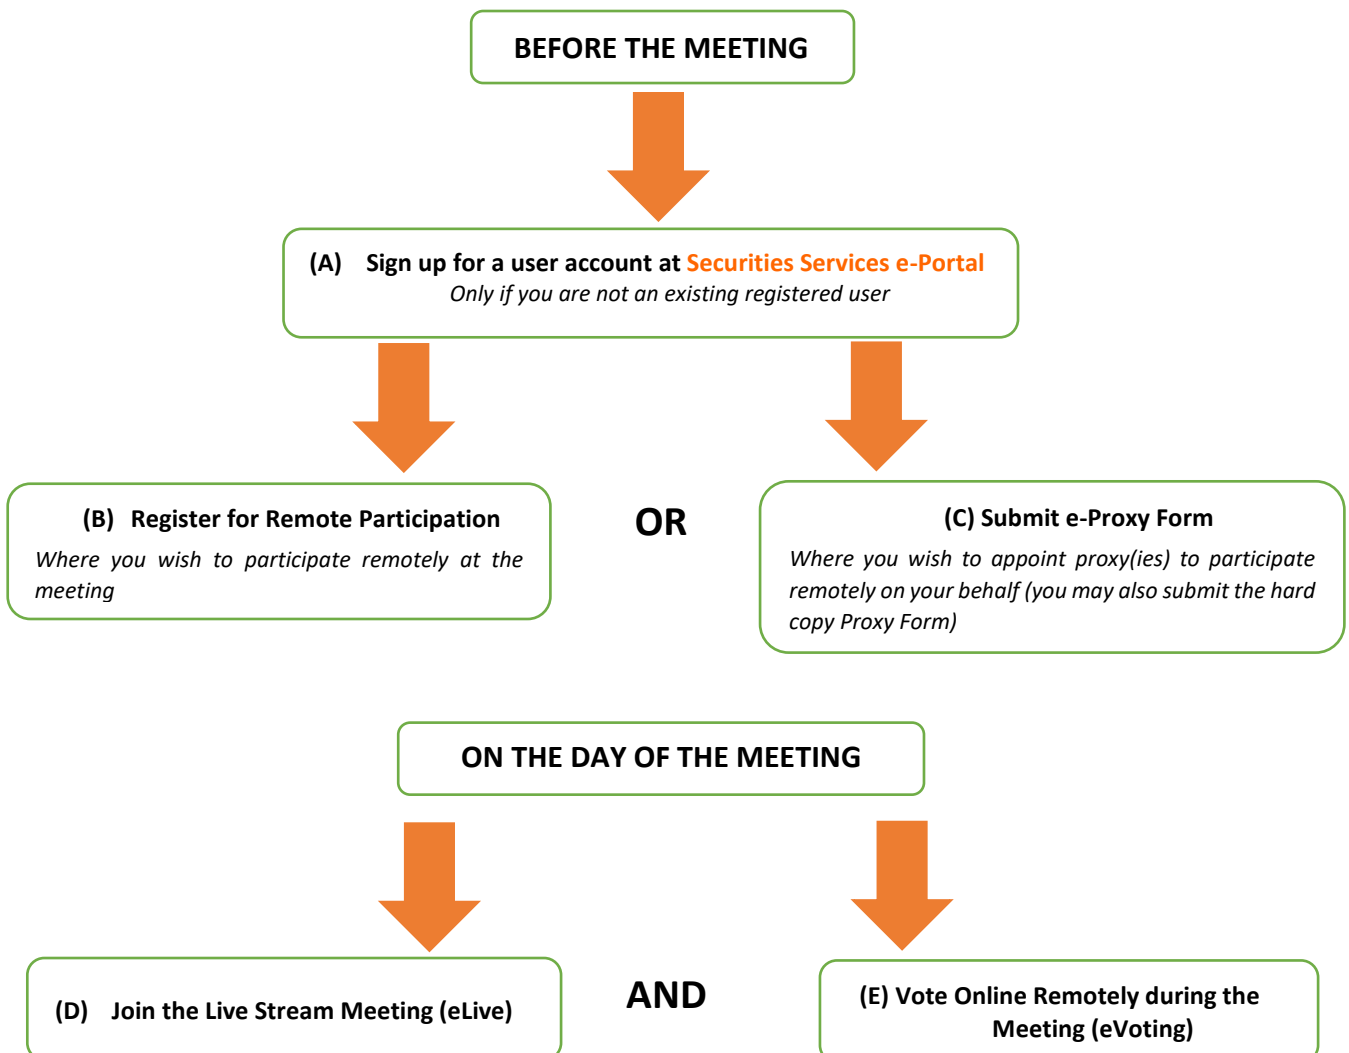 BEFORE THE MEETING
(A) Sign up for a user account at Securities Services e-Portal
Only if you are not an existing registered user
(B) Register for Remote Participation
Where you wish to participate remotely at the
meeting
OR
(C) Submit e-Proxy Form
Where you wish to appoint proxy(ies) to participate
remotely on your behalf (you may also submit the hard
copy Proxy Form)
ON THE DAY OF THE MEETING
(D) Join the Live Stream Meeting (eLive)
AND
(E) Vote Online Remotely during the
Meeting (eVoting)